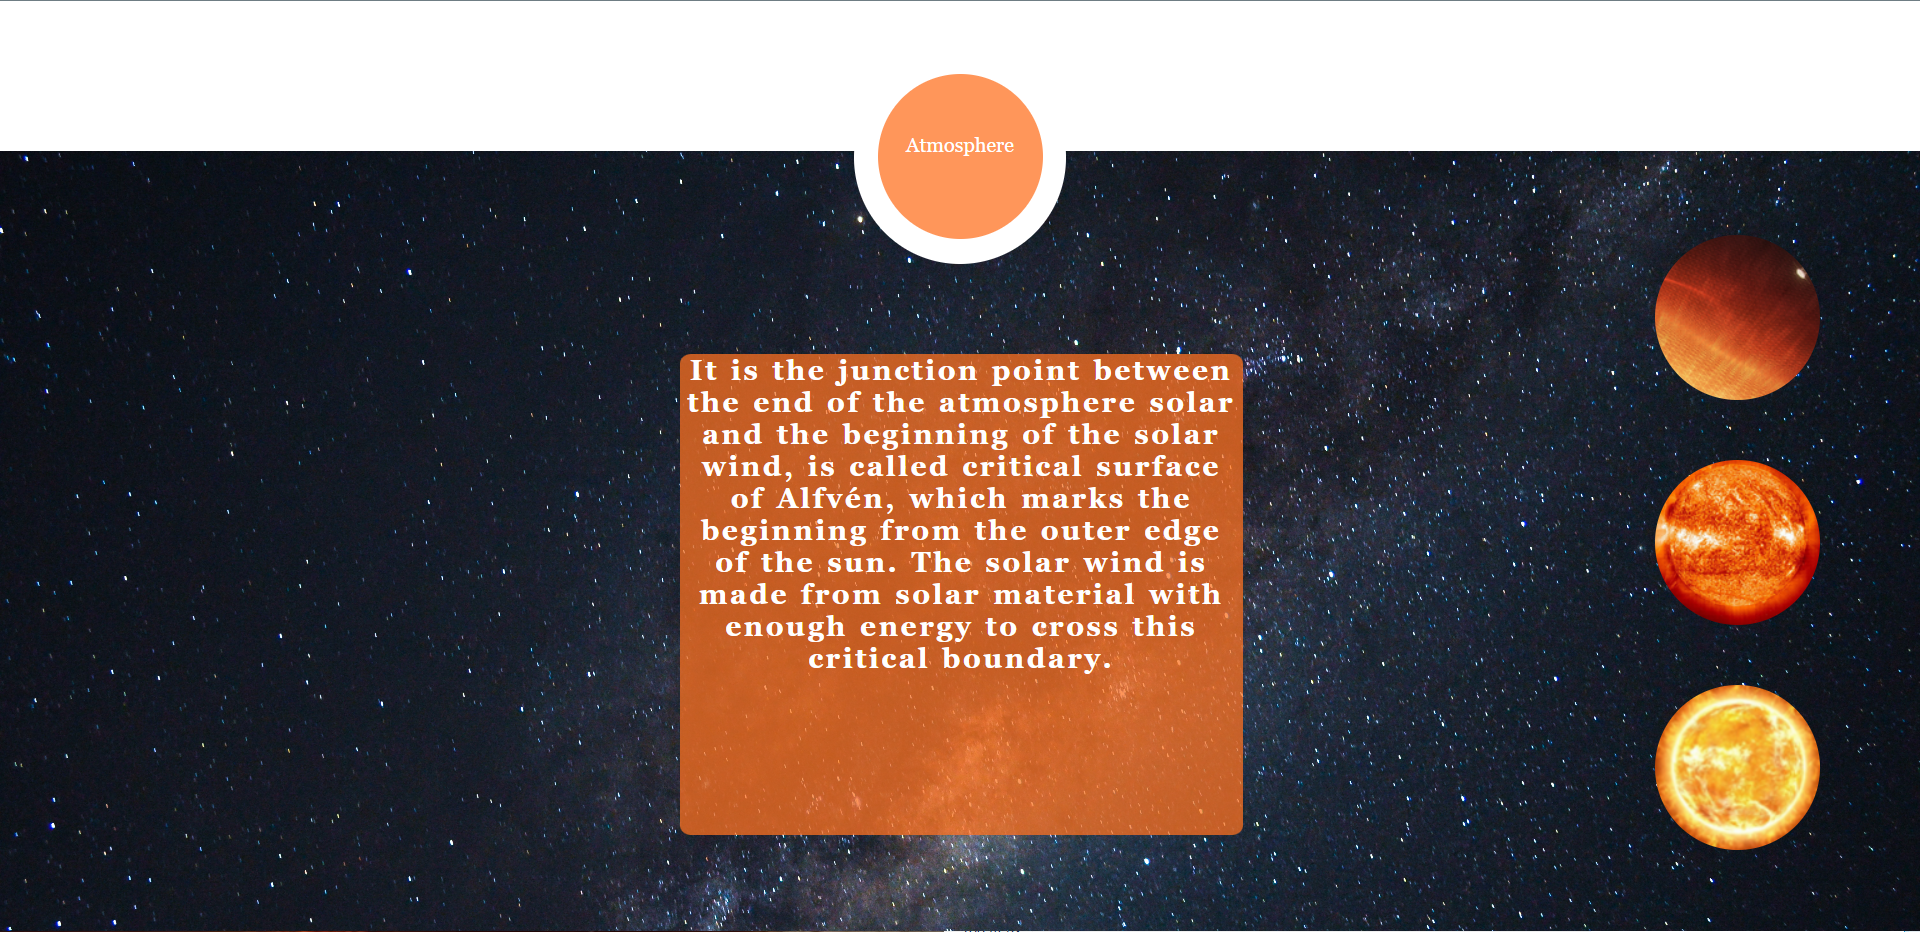 Atmosphere
It is the junction point between
the end of the atmosphere solar
and the beginning of the solar
wind, is called critical surface
of Alfvén, which marks the
beginning from the outer edge
of the sun. The solar wind is
made from solar material with
enough energy to cross this
critical boundary.